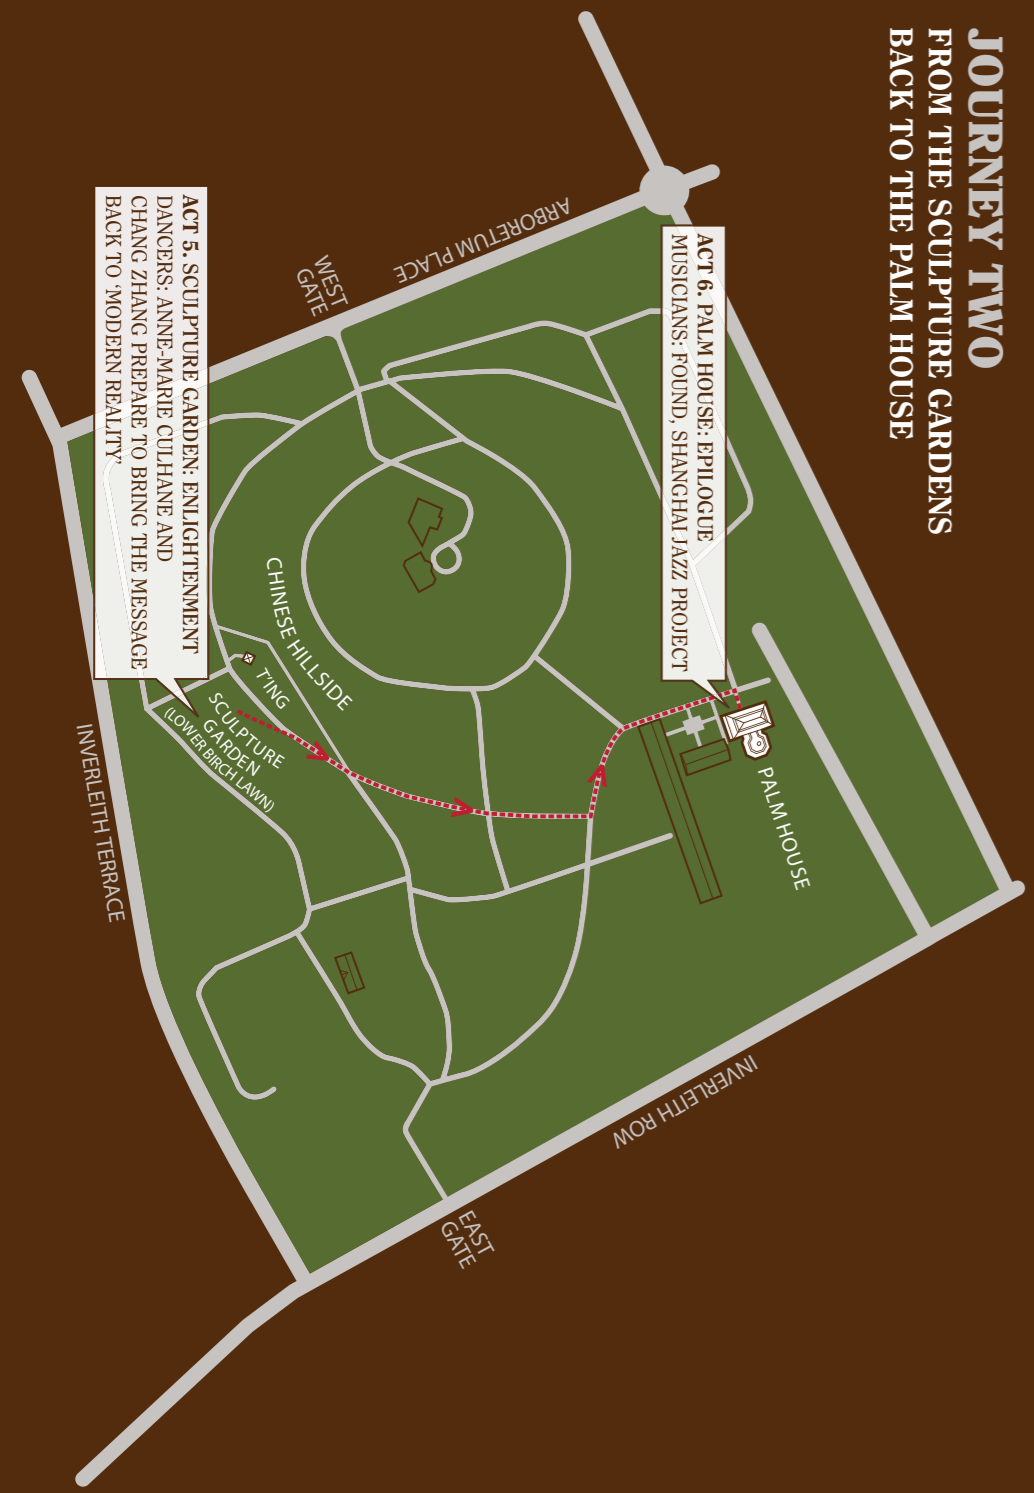 JOURNEY TWO
FROM THE SCULPTURE GARDENS
BACK TO THE PALM HOUSE
ACT 6. PALM HOUSE: EPILOGUE
MUSICIANS: FOUND, SHANGHAI JAZZ PROJECT
PALM HOUSE
INVERLEITH ROW
ARBORETUM PLACE
WEST
GATE
EAST
GATE
CHINESE HILLSIDE
T'ING
SCULPTURE
GARDEN
(LOWER BIRCH LAWN)
ACT 5. SCULPTURE GARDEN: ENLIGHTENMENT
DANCERS: ANNE-MARIE CULHANE AND
CHANG ZHANG PREPARE TO BRING THE MESSAGE
BACK TO ‘MODERN REALITY’
INVERLEITH TERRACE